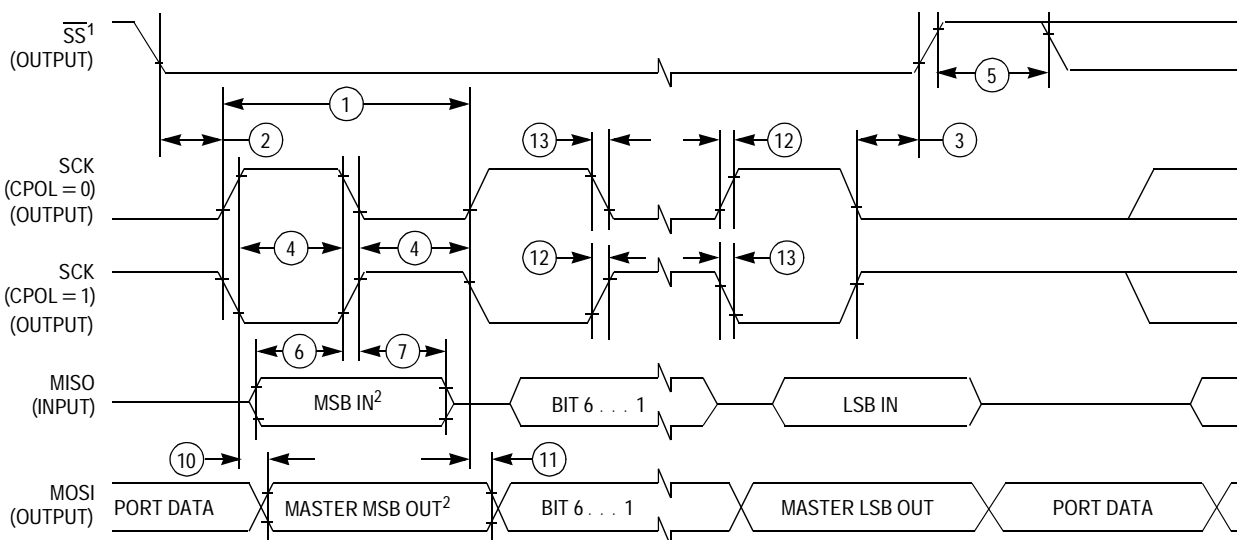 SS¹
(OUTPUT)
5
1
2
13
12
3
SCK
(CPOL = 0)
(OUTPUT)
4
4
SCK
(CPOL = 1)
(OUTPUT)
12
13
6
7
MISO
(INPUT)
MSB IN²
BIT 6 . . . 1
LSB IN
10
11
MOSI
(OUTPUT)
PORT DATA
MASTER MSB OUT²
BIT 6 . . . 1
MASTER LSB OUT
PORT DATA